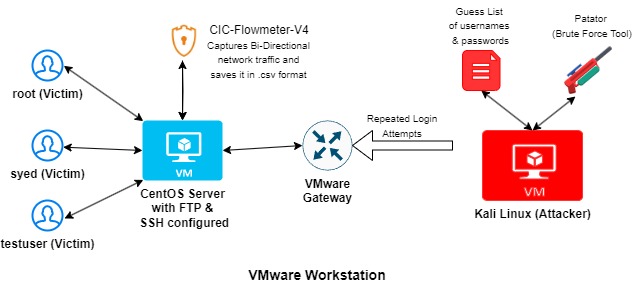 CIC-Flowmeter-V4
Captures Bi-Directional
network traffic and
saves it in .csv format
Guess List
of usernames
& passwords
Patator
(Brute Force Tool)
root (Victim)
syed (Victim)
testuser (Victim)
VM
CentOS Server
with FTP &
SSH configured
VMware
Gateway
Repeated Login
Attempts
VM
Kali Linux (Attacker)
VMware Workstation